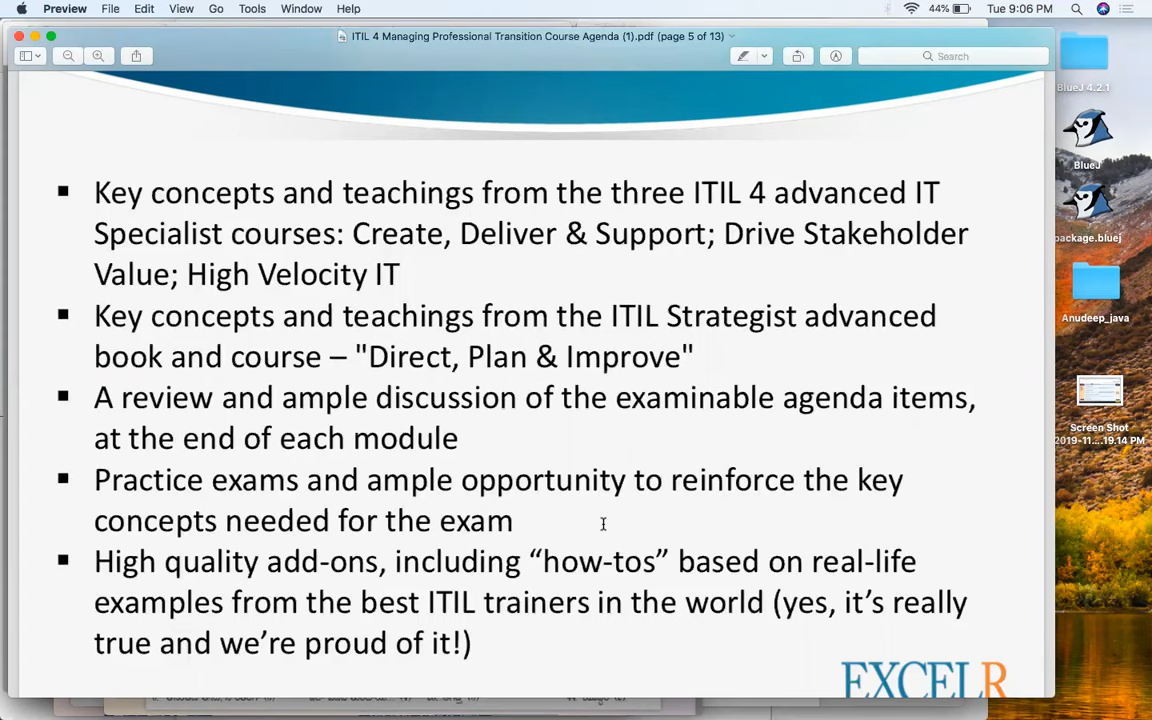 Preview File Edit View Go Tools Window Help 44% Tue 9:06 PM
ITIL 4 Managing Professional Transition Course Agenda (1).pdf (page 5 of 13)
Search
BlueJ 4.2.1
BlueJ
package.bluej
Anudeep_java
Screen Shot
2019-11....19.14 PM
▪ Key concepts and teachings from the three ITIL 4 advanced IT
Specialist courses: Create, Deliver & Support; Drive Stakeholder
Value; High Velocity IT
▪ Key concepts and teachings from the ITIL Strategist advanced
book and course – "Direct, Plan & Improve"
▪ A review and ample discussion of the examinable agenda items,
at the end of each module
▪ Practice exams and ample opportunity to reinforce the key
concepts needed for the exam
▪ High quality add-ons, including “how-tos” based on real-life
examples from the best ITIL trainers in the world (yes, it’s really
true and we’re proud of it!)
EXCELR